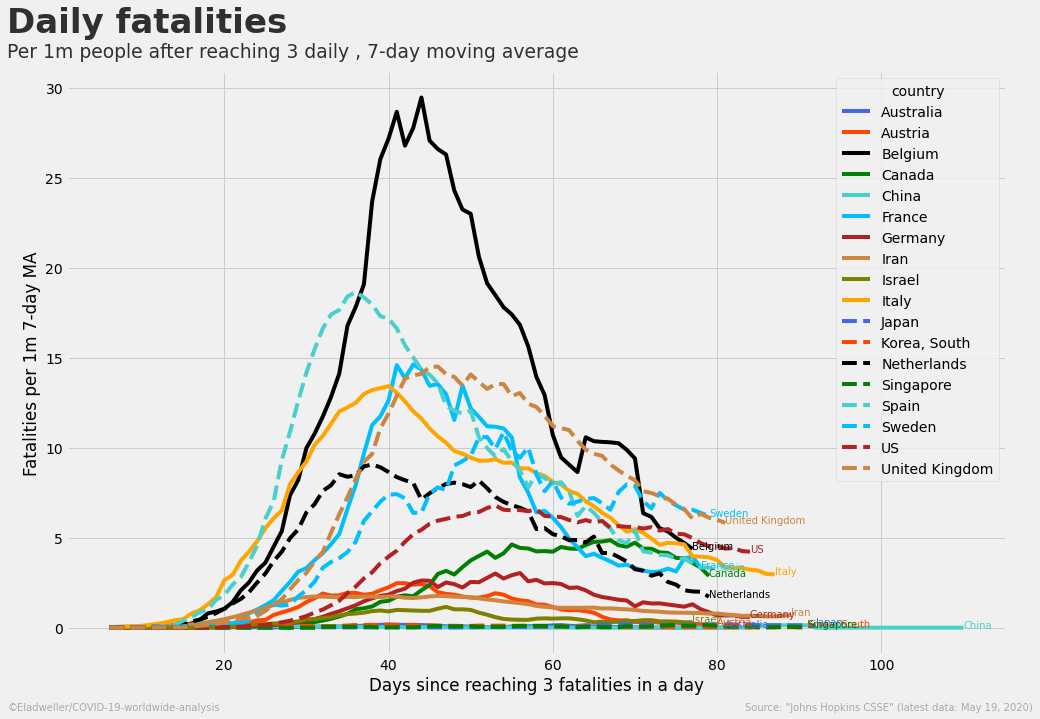 Daily fatalities
Per 1m people after reaching 3 daily , 7-day moving average
Fatalities per 1m 7-day MA
30
25
20
15
10
5
0
country
Australia
Austria
Belgium
Canada
China
France
Germany
Iran
Israel
Italy
Japan
Korea, South
Netherlands
Singapore
Spain
Sweden
US
United Kingdom
Sweden
United Kingdom
Belgium
US
France
Italy
Canada
Netherlands
Iran
Germany
Israel
Singapore
China
20
40
60
80
100
Days since reaching 3 fatalities in a day
©Eladweller/COVID-19-worldwide-analysis
Source: "Johns Hopkins CSSE" (latest data: May 19, 2020)